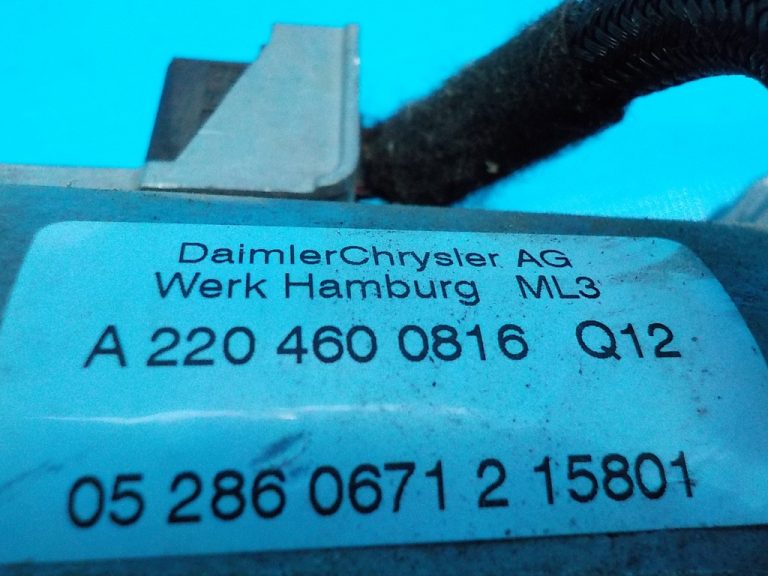 DaimlerChrysler AG
Werk Hamburg ML3
A 220 460 0816 Q12
05 286 0671 2 15801